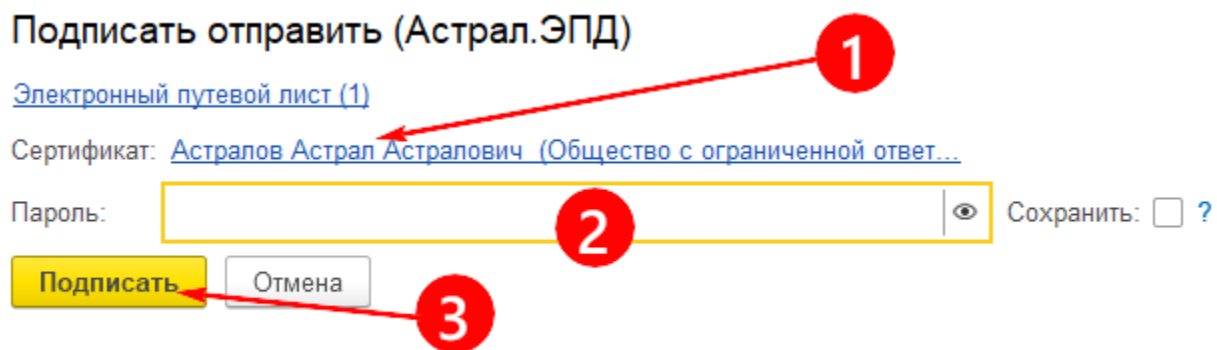 Подписать отправить (Астрал.ЭПД)
1
Электронный путевой лист (1)
Сертификат: Астралов Астрал Астралович (Общество с ограниченной ответ...
Пароль: 2 Сохранить: ?
Подписать Отмена
3